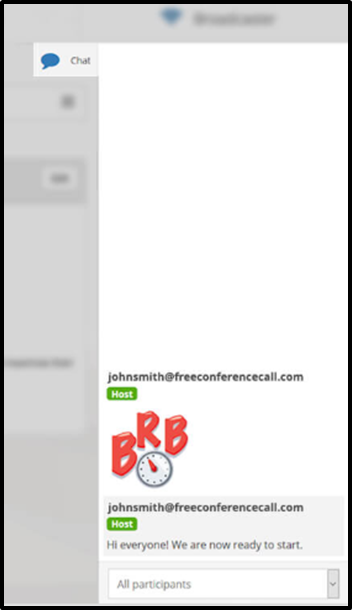 Broadcaster
Chat
johnsmith@freeconferencecall.com
Host
BRB
johnsmith@freeconferencecall.com
Host
Hi everyone! We are now ready to start.
All participants